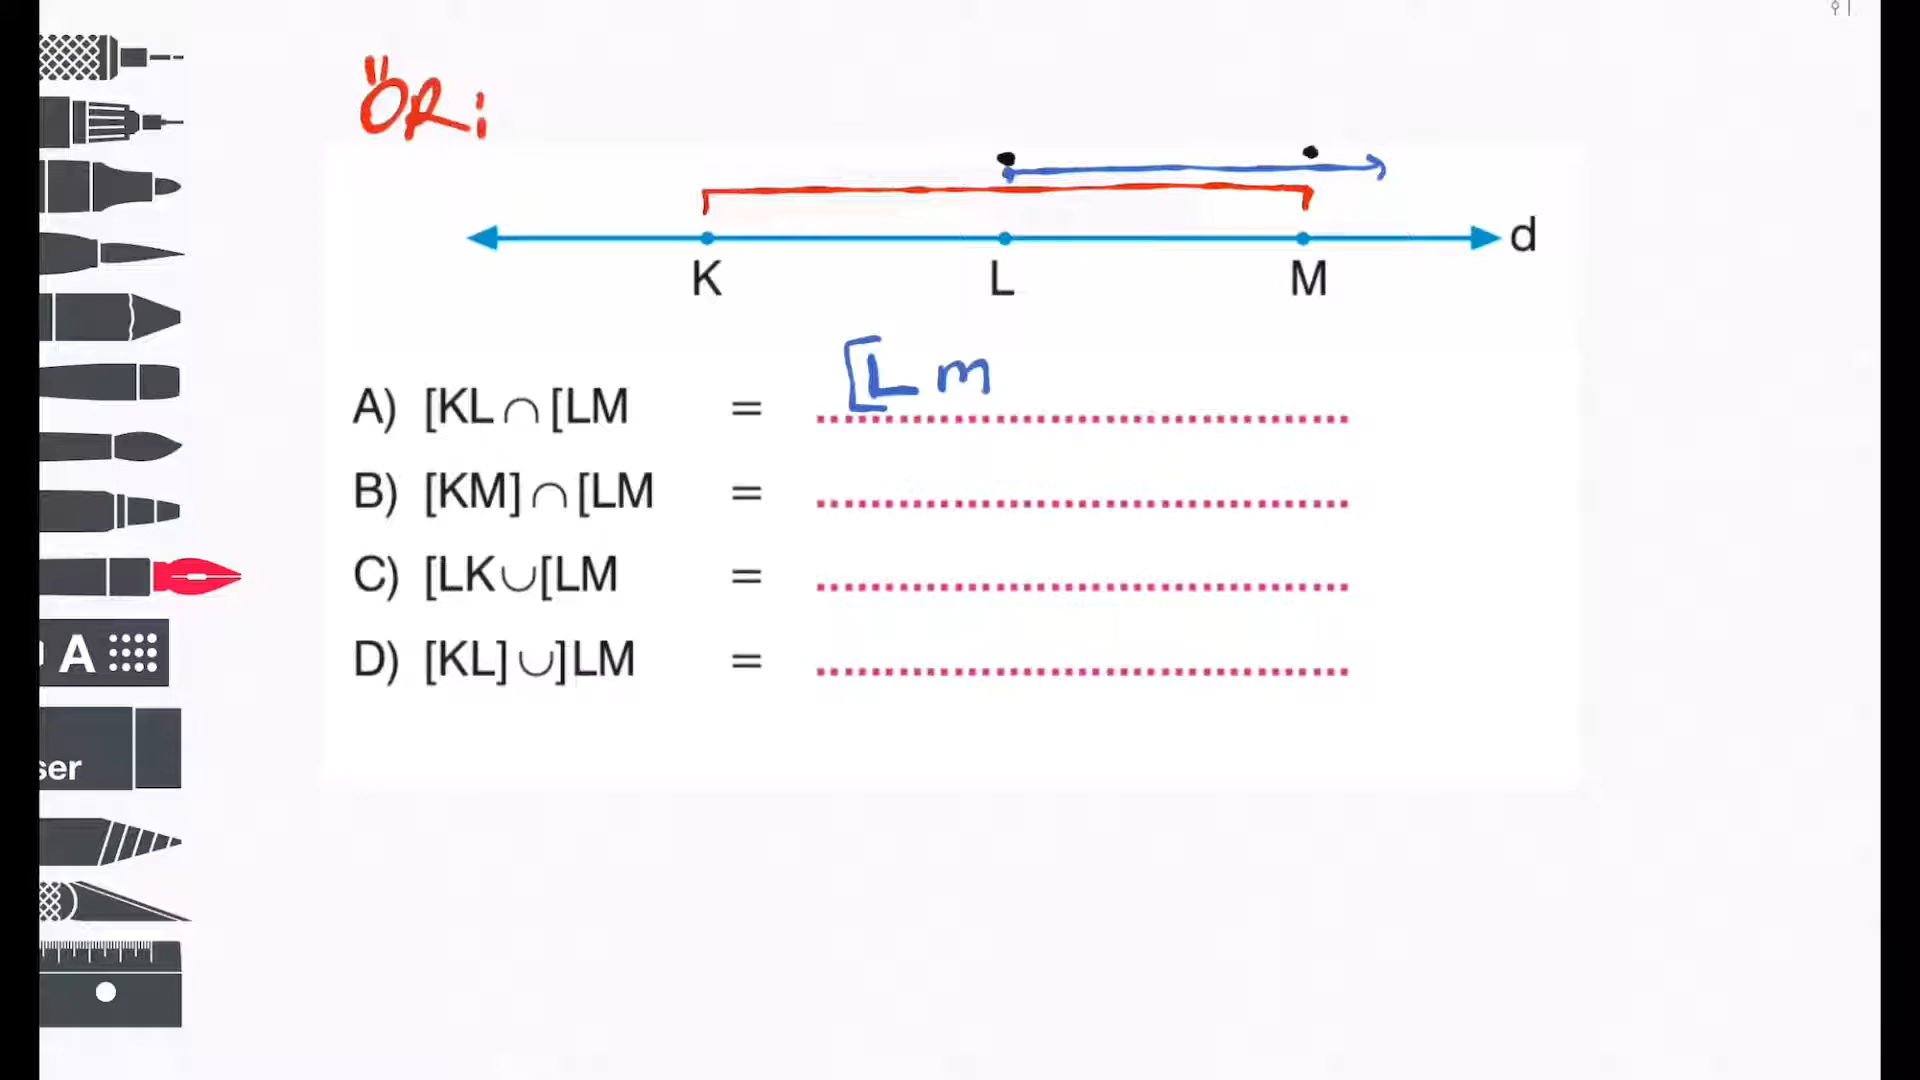 ÖR:
d
K L M
[Lm
A) [KL ∩ [LM = ......................................
B) [KM] ∩ [LM = ......................................
C) [LK ∪ [LM = ......................................
D) [KL] ∪ ]LM = ......................................
A
ser